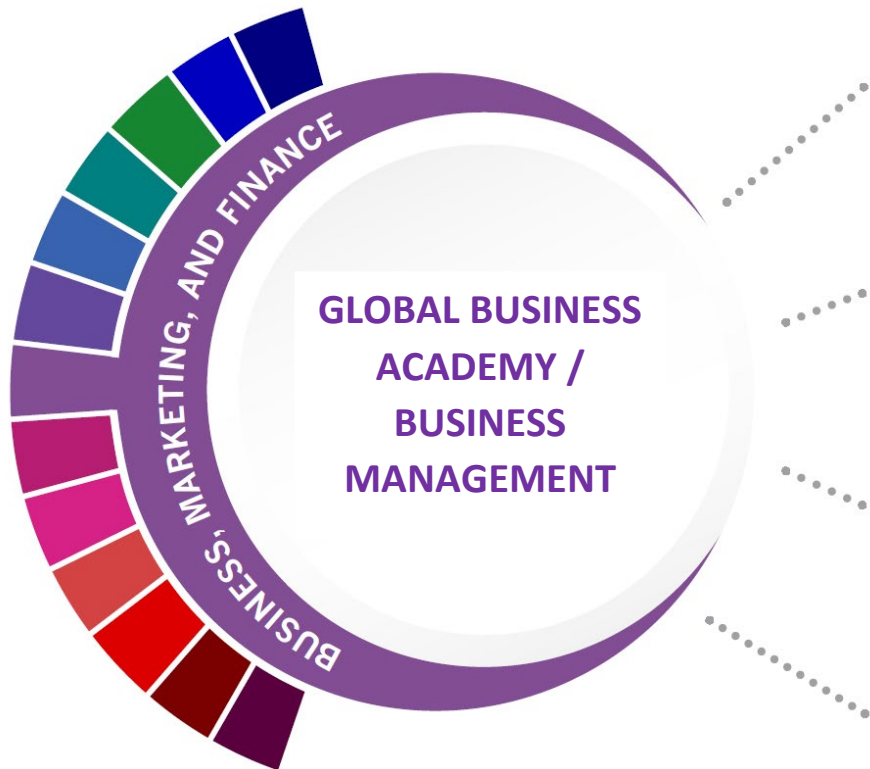 BUSINESS, MARKETING, AND FINANCE
GLOBAL BUSINESS
ACADEMY /
BUSINESS
MANAGEMENT